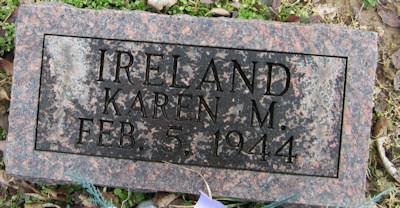 IRELAND
KAREN M.
FEB. 5, 1944